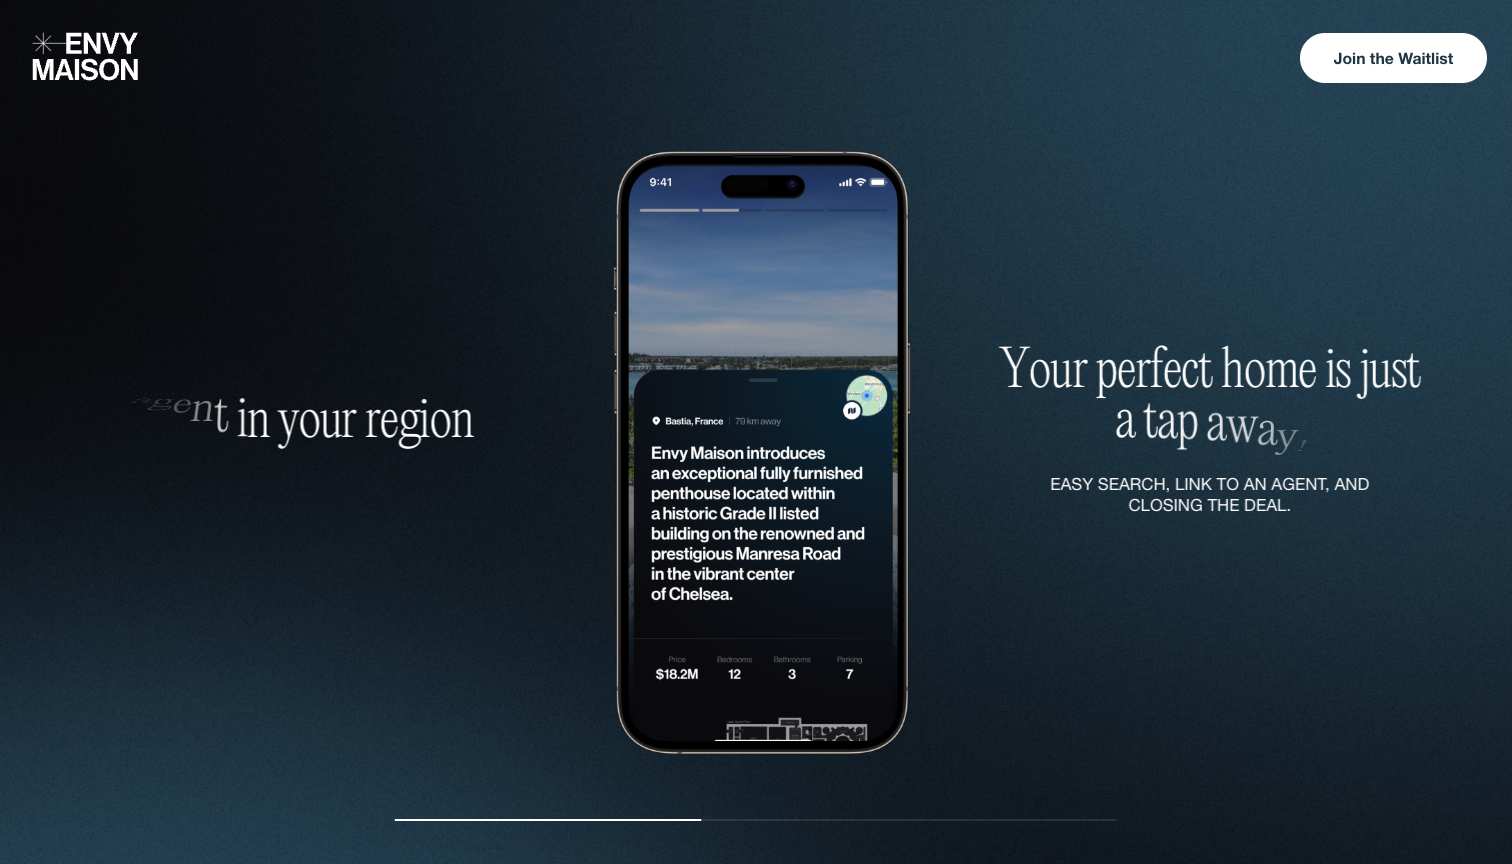 ENVY
MAISON
Join the Waitlist
Agent in your region
9:41
Bastia, France | 79 km away
Envy Maison introduces
an exceptional fully furnished
penthouse located within
a historic Grade II listed
building on the renowned and
prestigious Manresa Road
in the vibrant center
of Chelsea.
Price Bedrooms Bathrooms Parking
$18.2M 12 3 7
Your perfect home is just
a tap away,
EASY SEARCH, LINK TO AN AGENT, AND
CLOSING THE DEAL.